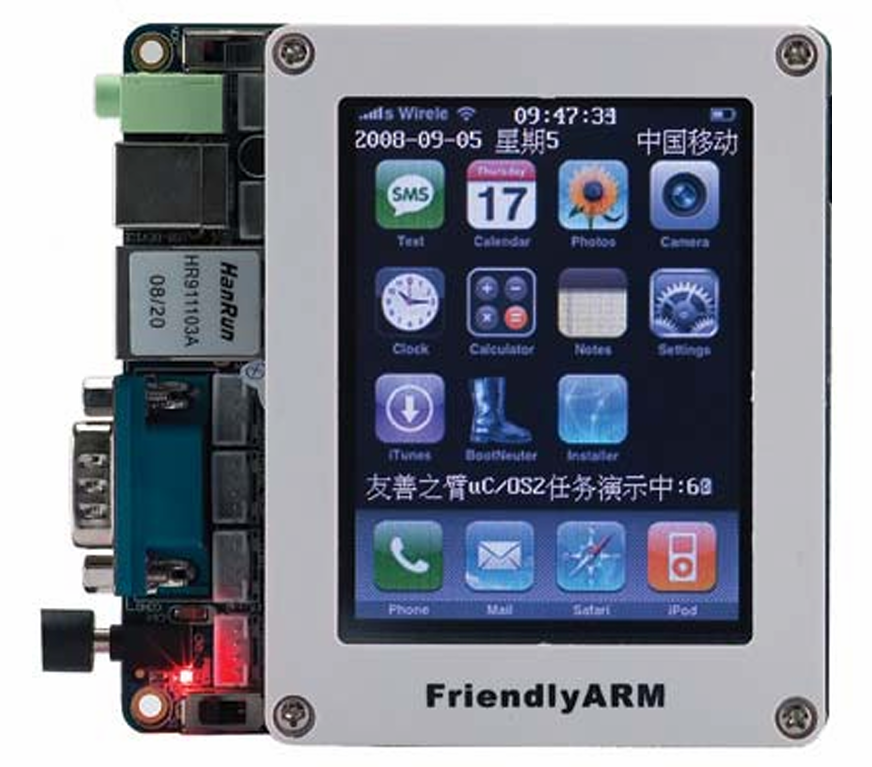 s Wirele 09:47:34
2008-09-05 星期5 中国移动
SMS Thursday 17
Text Calendar Photos Camera
Clock Calculator Notes Settings
iTunes BootNeuter Installer
友善之臂uC/OS2任务演示中:6
Phone Mail Safari iPod
FriendlyARM
HanRun
HR911103A
08/20